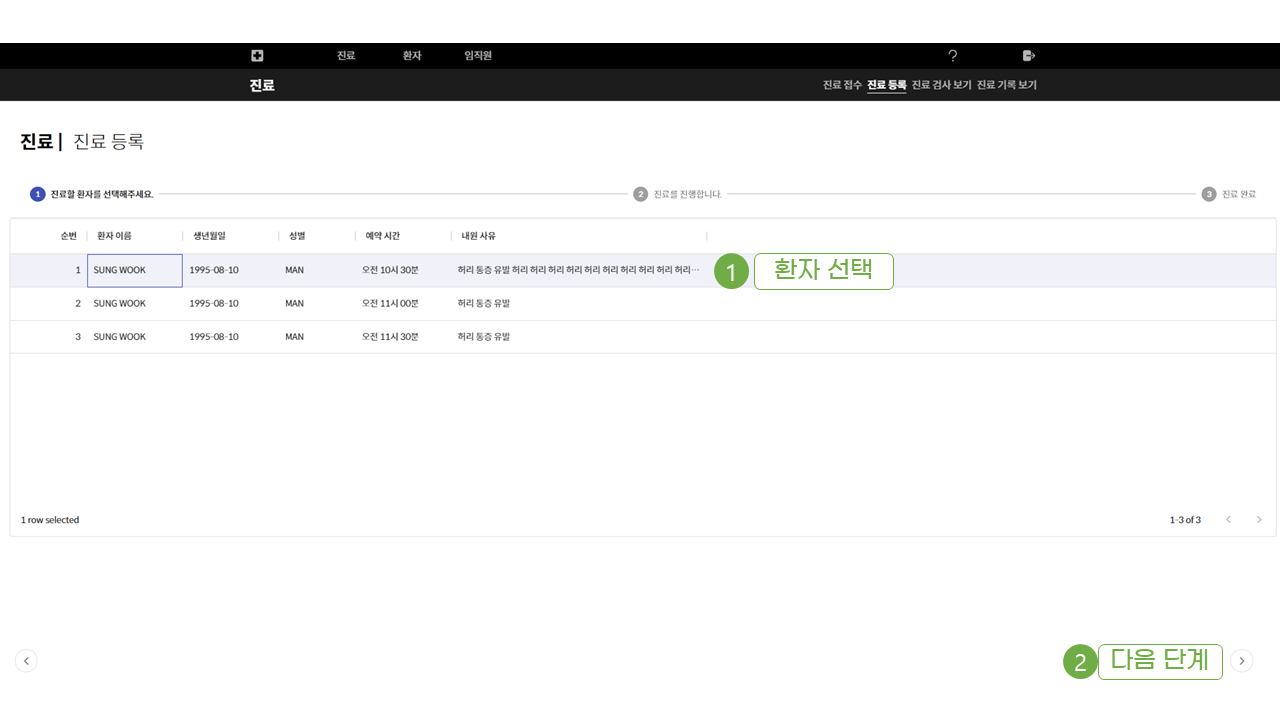 진료 환자 임직원 ?
진료 진료 접수 진료 등록 진료 검사 보기 진료 기록 보기
진료 | 진료 등록
1 진료할 환자를 선택해주세요. 2 진료를 진행합니다. 3 진료 완료
순번 환자 이름 생년월일 성별 예약 시간 내원 사유
1 SUNG WOOK 1995-08-10 MAN 오전 10시 30분 허리 통증 유발 허리 허리 허리 허리 허리 허리 허리 허리 허리 허리… 1 환자 선택
2 SUNG WOOK 1995-08-10 MAN 오전 11시 00분 허리 통증 유발
3 SUNG WOOK 1995-08-10 MAN 오전 11시 30분 허리 통증 유발
1 row selected 1-3 of 3
2 다음 단계